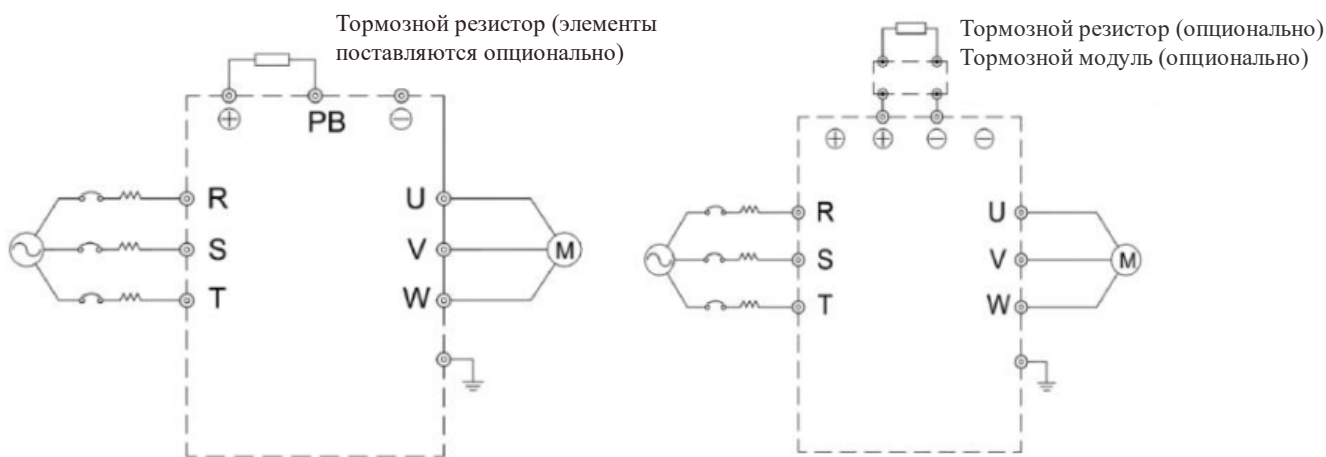 Тормозной резистор (элементы
поставляются опционально)
⊕ PB ⊖
R U
S V M
T W
Тормозной резистор (опционально)
Тормозной модуль (опционально)
⊕ ⊕ ⊖ ⊖
R U
S V M
T W